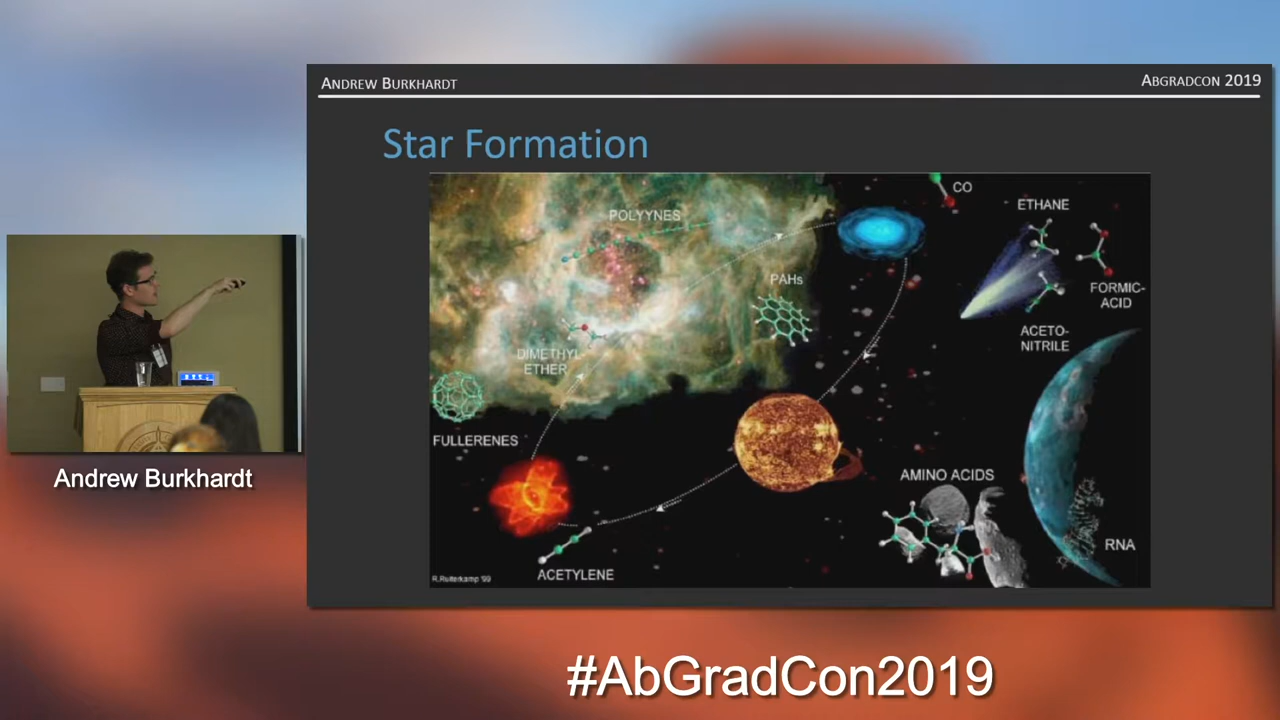 ANDREW BURKHARDT
ABGRADCON 2019
Star Formation
CO
ETHANE
POLYYNES
PAHs
FORMIC-
ACID
ACETO-
NITRILE
DIMETHYL-
ETHER
FULLERENES
AMINO ACIDS
RNA
ACETYLENE
R.Ruiterkamp '99
Andrew Burkhardt
#AbGradCon2019